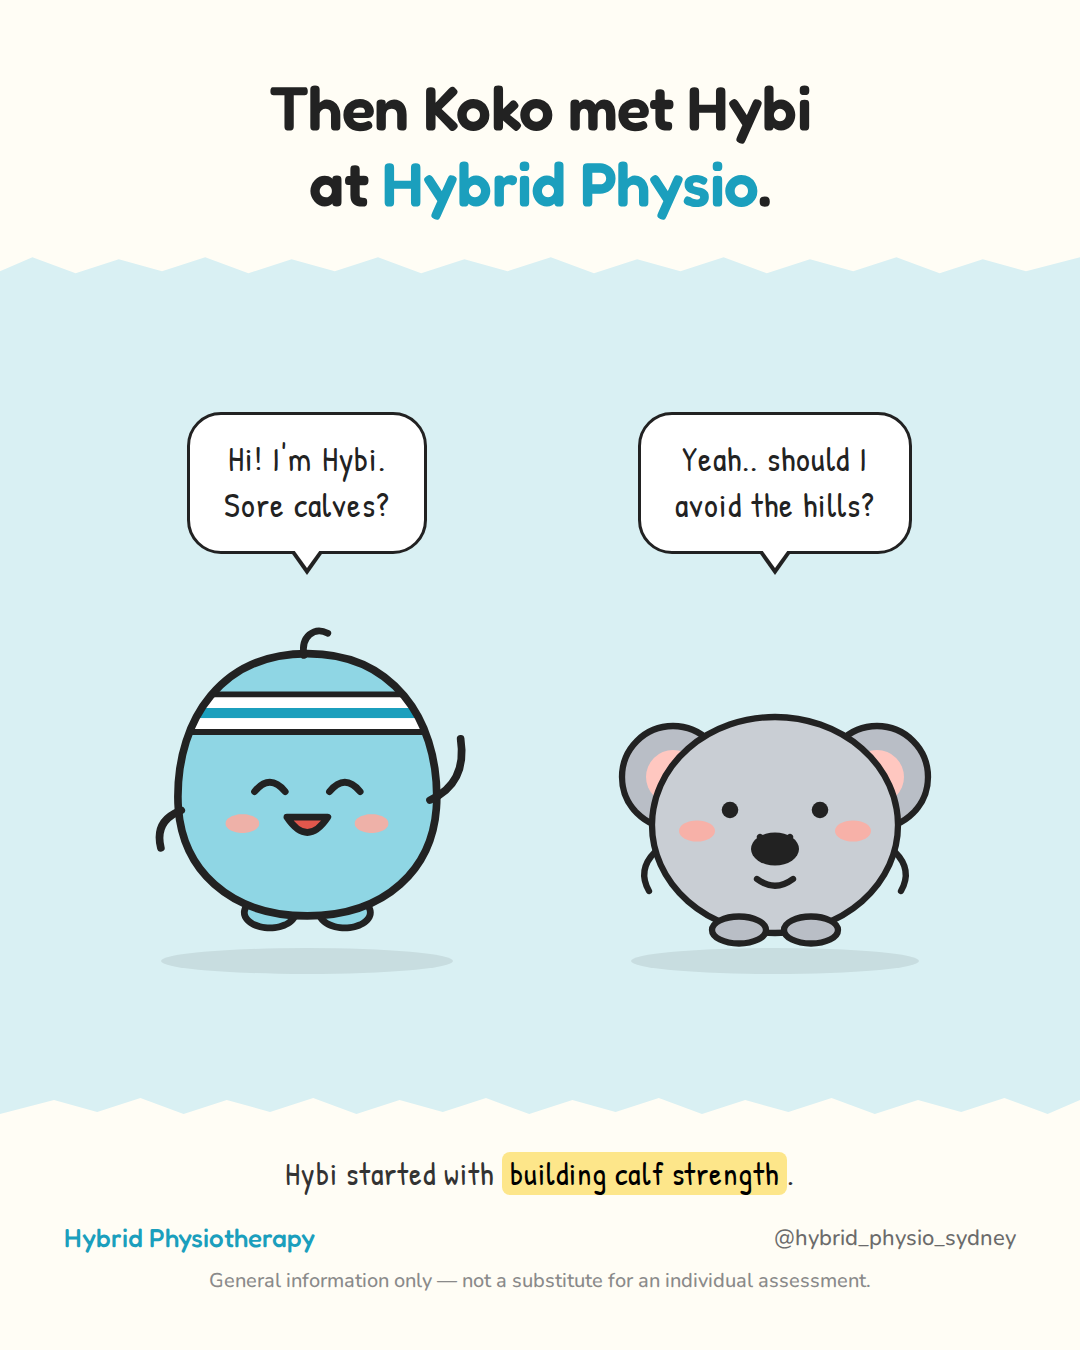 Then Koko met Hybi
at Hybrid Physio.
Hi! I'm Hybi.
Sore calves?
Yeah.. should I
avoid the hills?
Hybi started with building calf strength.
Hybrid Physiotherapy
@hybrid_physio_sydney
General information only — not a substitute for an individual assessment.